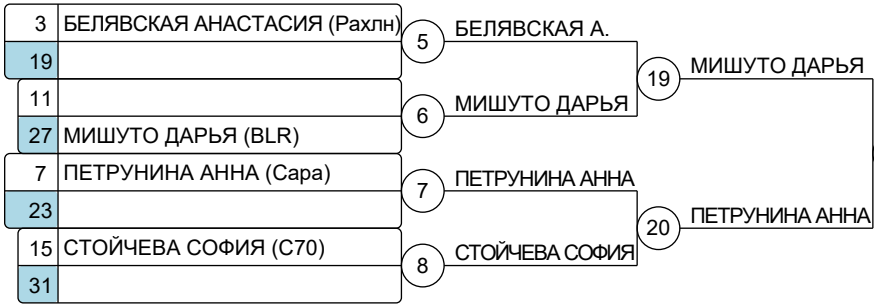 3 БЕЛЯВСКАЯ АНАСТАСИЯ (Рахлн)
19
11
27 МИШУТО ДАРЬЯ (BLR)
7 ПЕТРУНИНА АННА (Сара)
23
15 СТОЙЧЕВА СОФИЯ (С70)
31
5 БЕЛЯВСКАЯ А.
6 МИШУТО ДАРЬЯ
7 ПЕТРУНИНА АННА
8 СТОЙЧЕВА СОФИЯ
19 МИШУТО ДАРЬЯ
20 ПЕТРУНИНА АННА